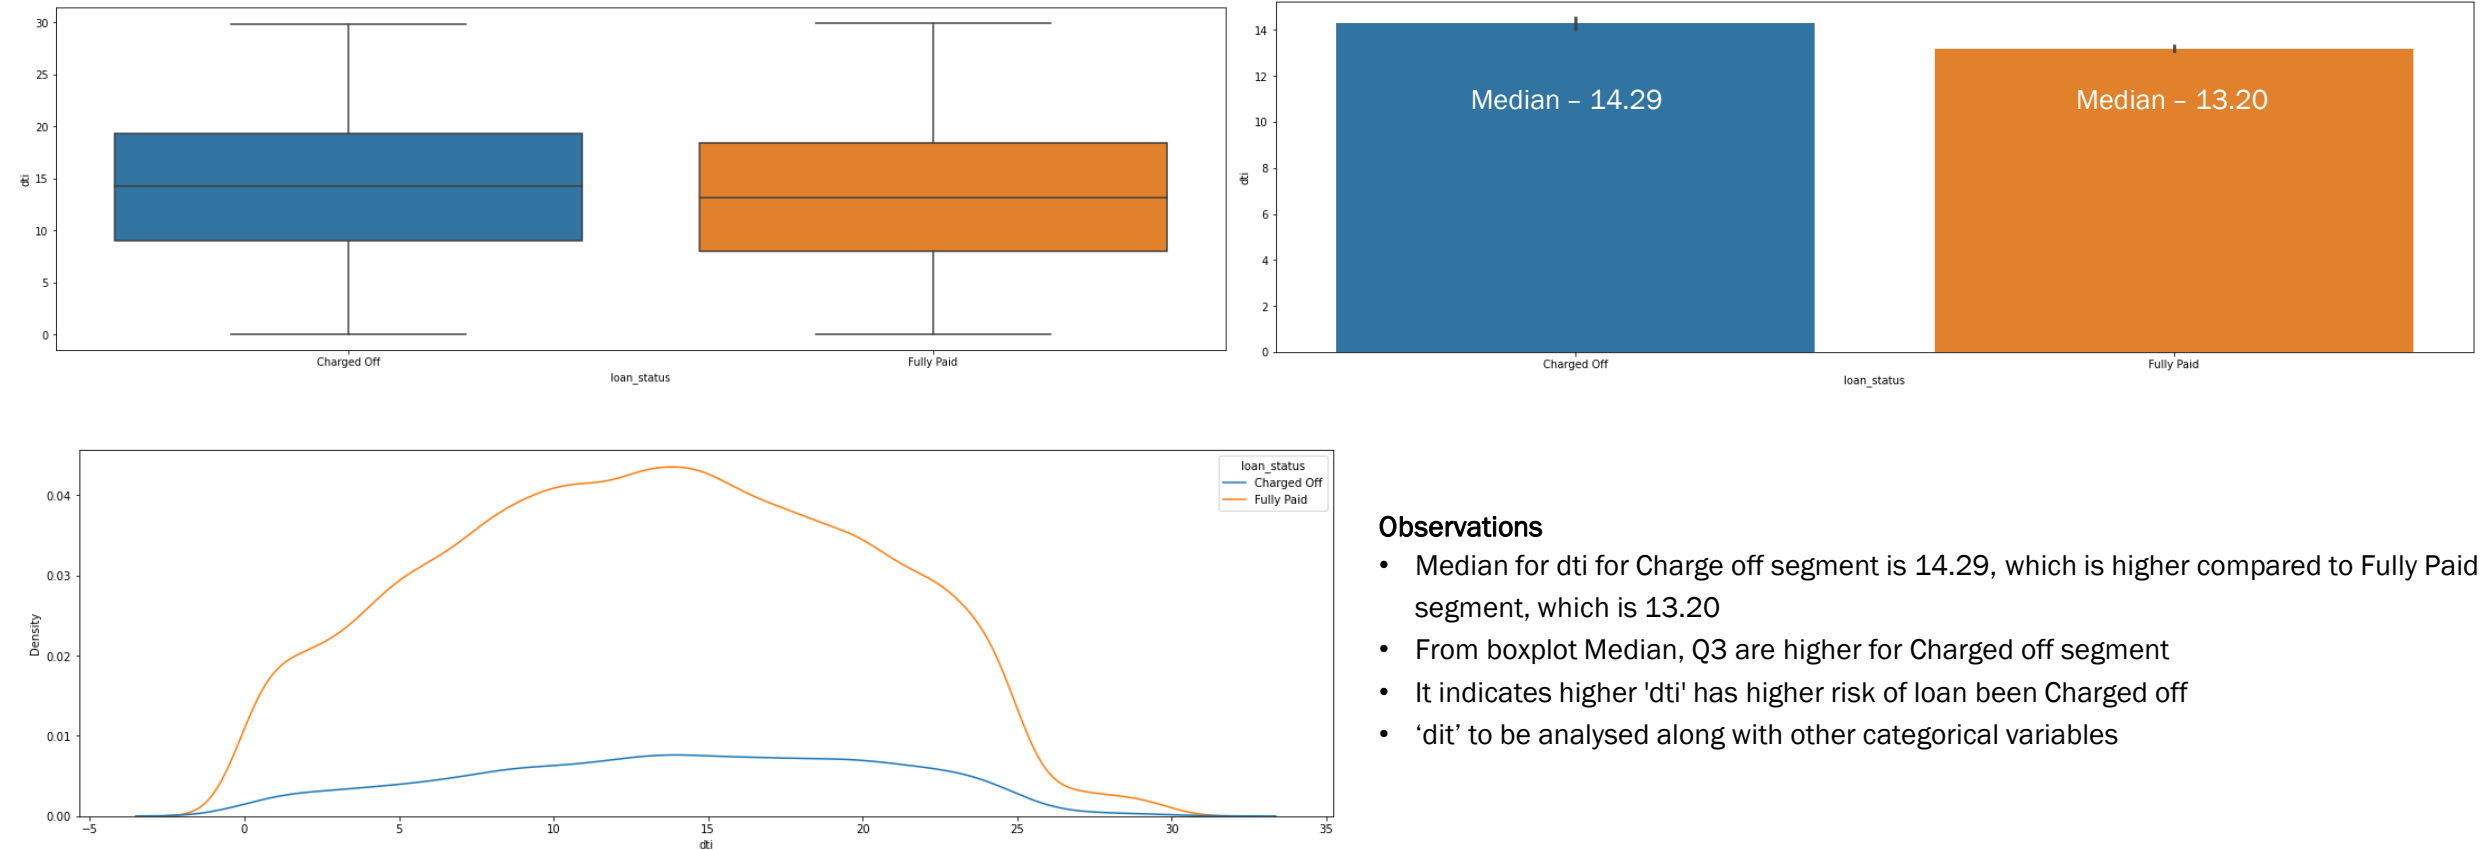 30
25
20
15
10
5
0
dti
Charged Off
Fully Paid
loan_status
14
12
10
8
6
4
2
0
dti
Median – 14.29
Median – 13.20
Charged Off
Fully Paid
loan_status
0.04
0.03
0.02
0.01
0.00
Density
loan_status
Charged Off
Fully Paid
−5
0
5
10
15
20
25
30
35
dti
Observations
• Median for dti for Charge off segment is 14.29, which is higher compared to Fully Paid
segment, which is 13.20
• From boxplot Median, Q3 are higher for Charged off segment
• It indicates higher 'dti' has higher risk of loan been Charged off
• ‘dit’ to be analysed along with other categorical variables